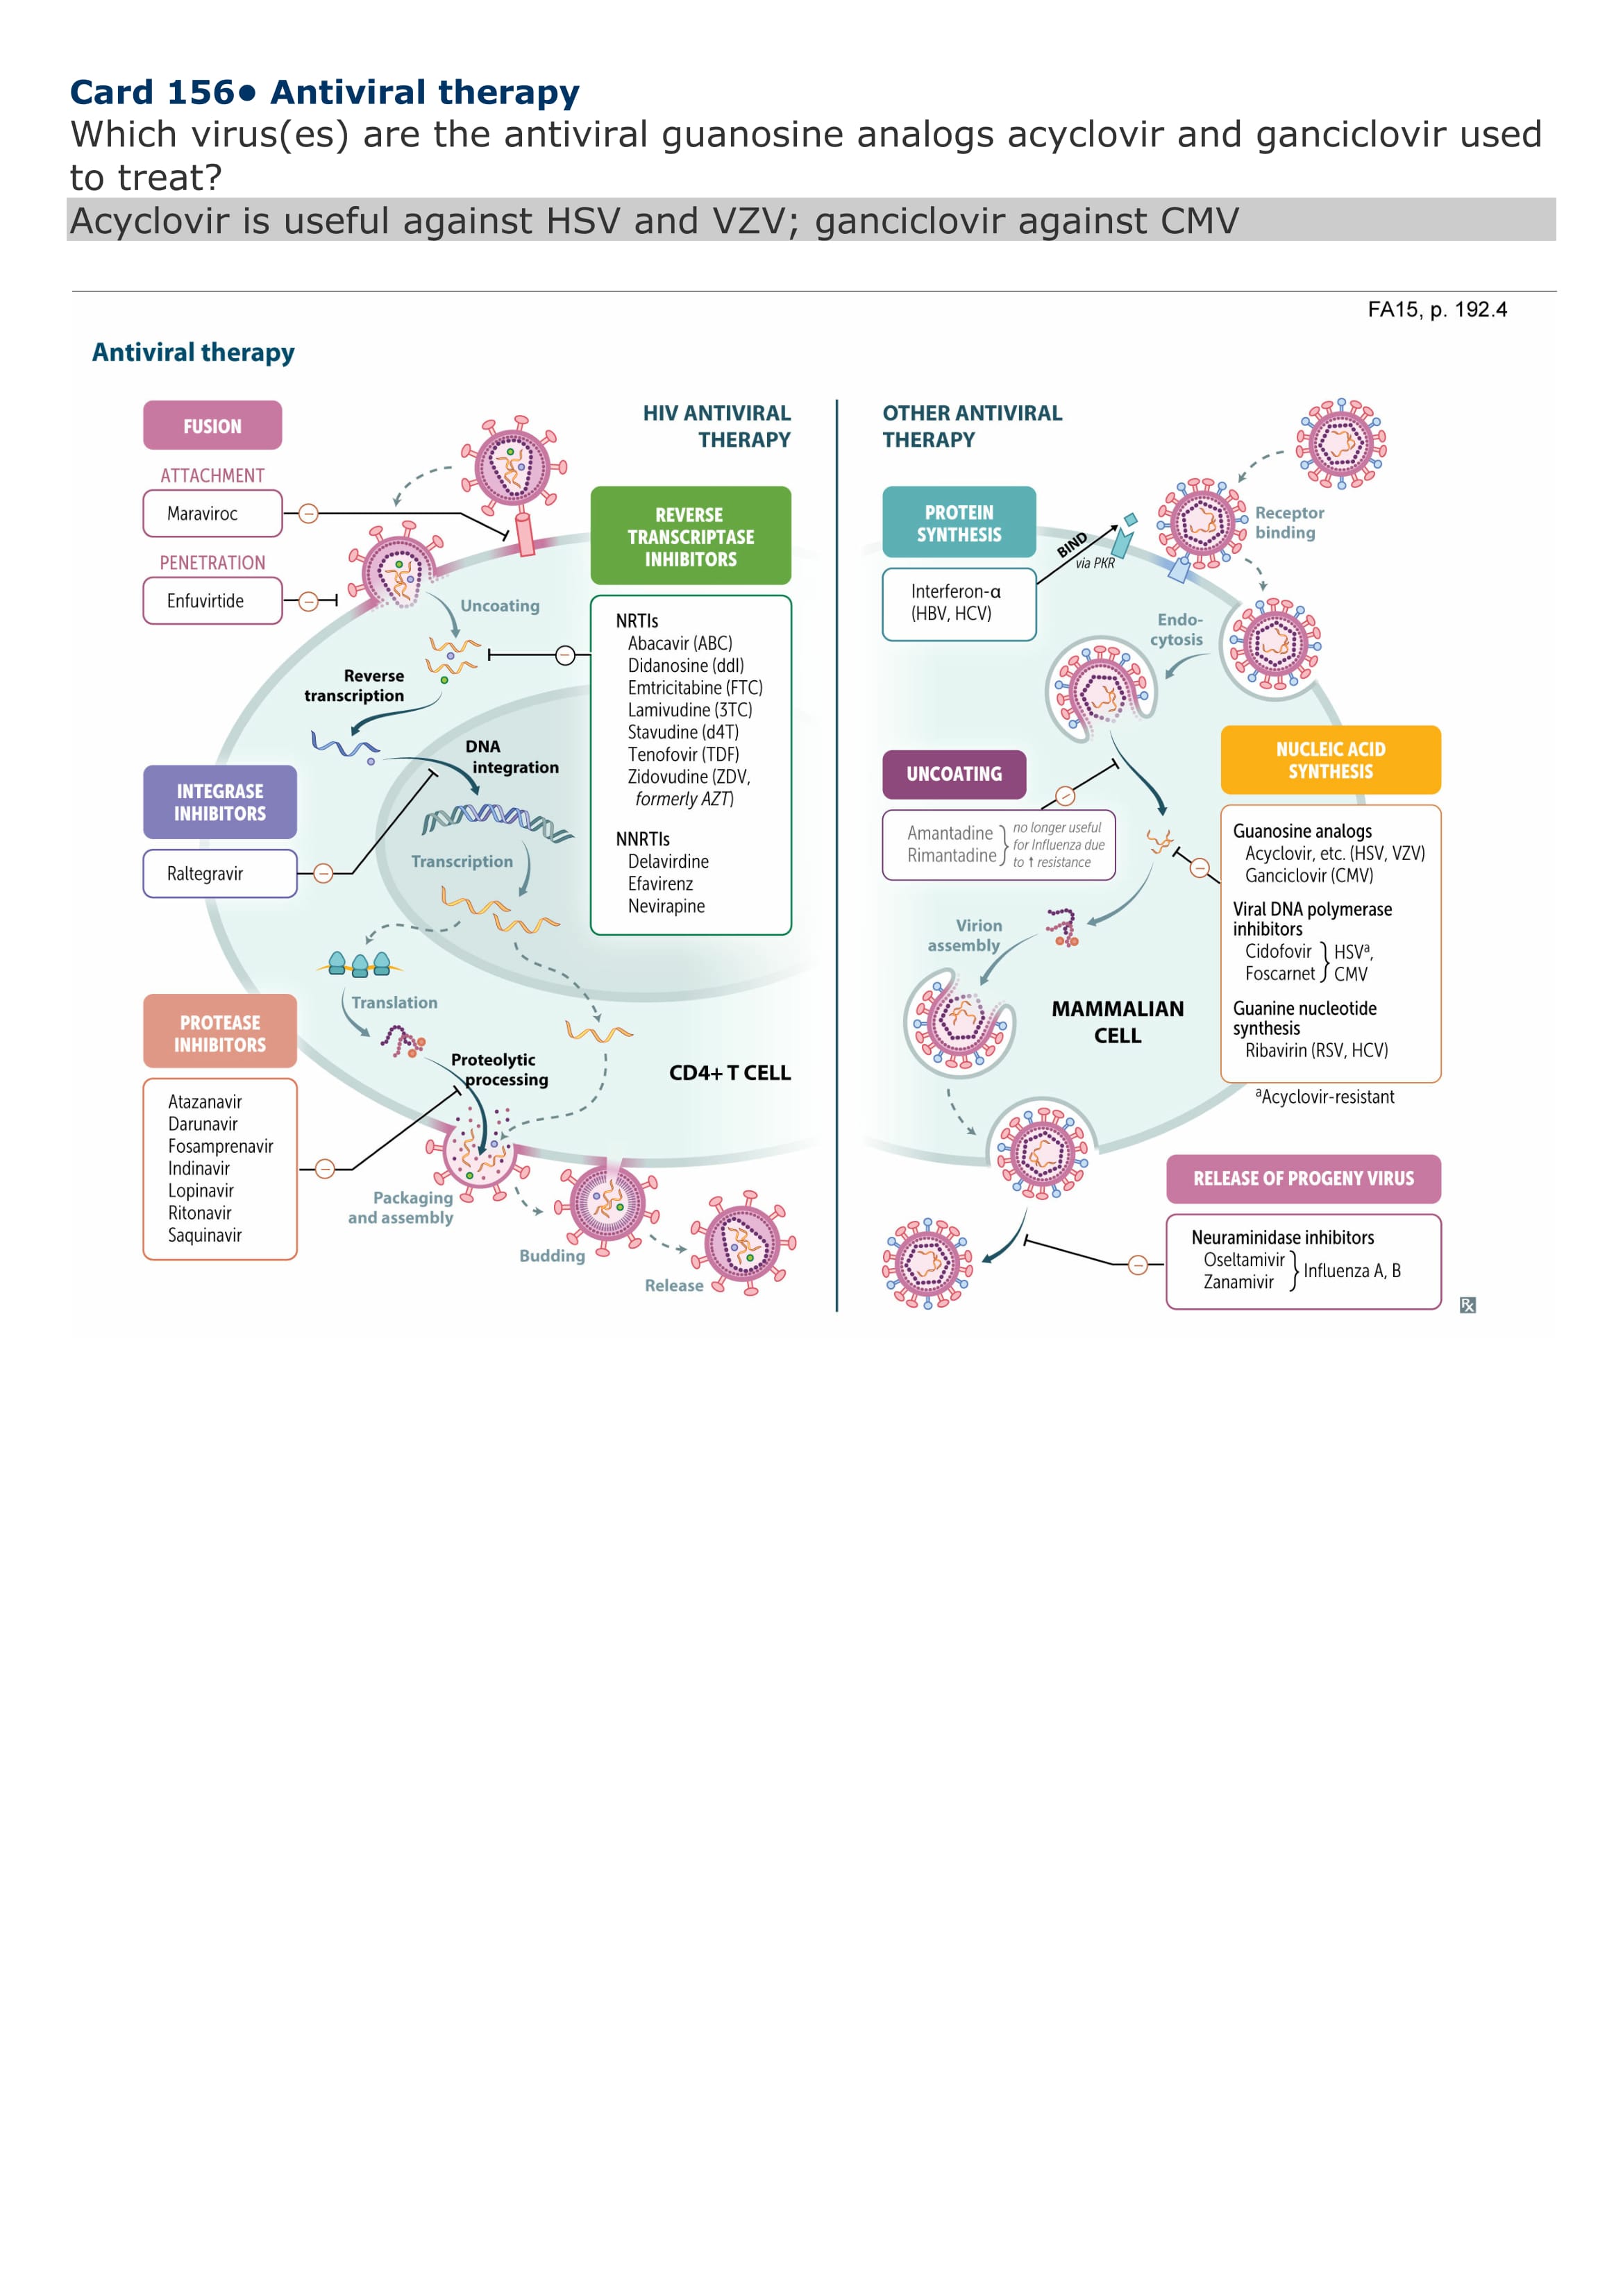 Card 156● Antiviral therapy
Which virus(es) are the antiviral guanosine analogs acyclovir and ganciclovir used
to treat?
Acyclovir is useful against HSV and VZV; ganciclovir against CMV
FA15, p. 192.4
Antiviral therapy
HIV ANTIVIRAL
THERAPY
FUSION
ATTACHMENT
Maraviroc
PENETRATION
Enfuvirtide
Uncoating
Reverse
transcription
DNA
integration
INTEGRASE
INHIBITORS
Raltegravir
Transcription
Translation
PROTEASE
INHIBITORS
Atazanavir
Darunavir
Fosamprenavir
Indinavir
Lopinavir
Ritonavir
Saquinavir
Proteolytic
processing
CD4+ T CELL
Packaging
and assembly
Budding
Release
REVERSE
TRANSCRIPTASE
INHIBITORS
NRTIs
Abacavir (ABC)
Didanosine (ddI)
Emtricitabine (FTC)
Lamivudine (3TC)
Stavudine (d4T)
Tenofovir (TDF)
Zidovudine (ZDV,
formerly AZT)
NNRTIs
Delavirdine
Efavirenz
Nevirapine
OTHER ANTIVIRAL
THERAPY
PROTEIN
SYNTHESIS
Interferon-α
(HBV, HCV)
BIND
via PKR
Receptor
binding
Endo-
cytosis
UNCOATING
Amantadine
Rimantadine
no longer useful
for Influenza due
to ↑ resistance
NUCLEIC ACID
SYNTHESIS
Guanosine analogs
Acyclovir, etc. (HSV, VZV)
Ganciclovir (CMV)
Viral DNA polymerase
inhibitors
Cidofovir } HSVᵃ,
Foscarnet } CMV
Guanine nucleotide
synthesis
Ribavirin (RSV, HCV)
ᵃAcyclovir-resistant
Virion
assembly
MAMMALIAN
CELL
RELEASE OF PROGENY VIRUS
Neuraminidase inhibitors
Oseltamivir
Zanamivir
Influenza A, B
℞